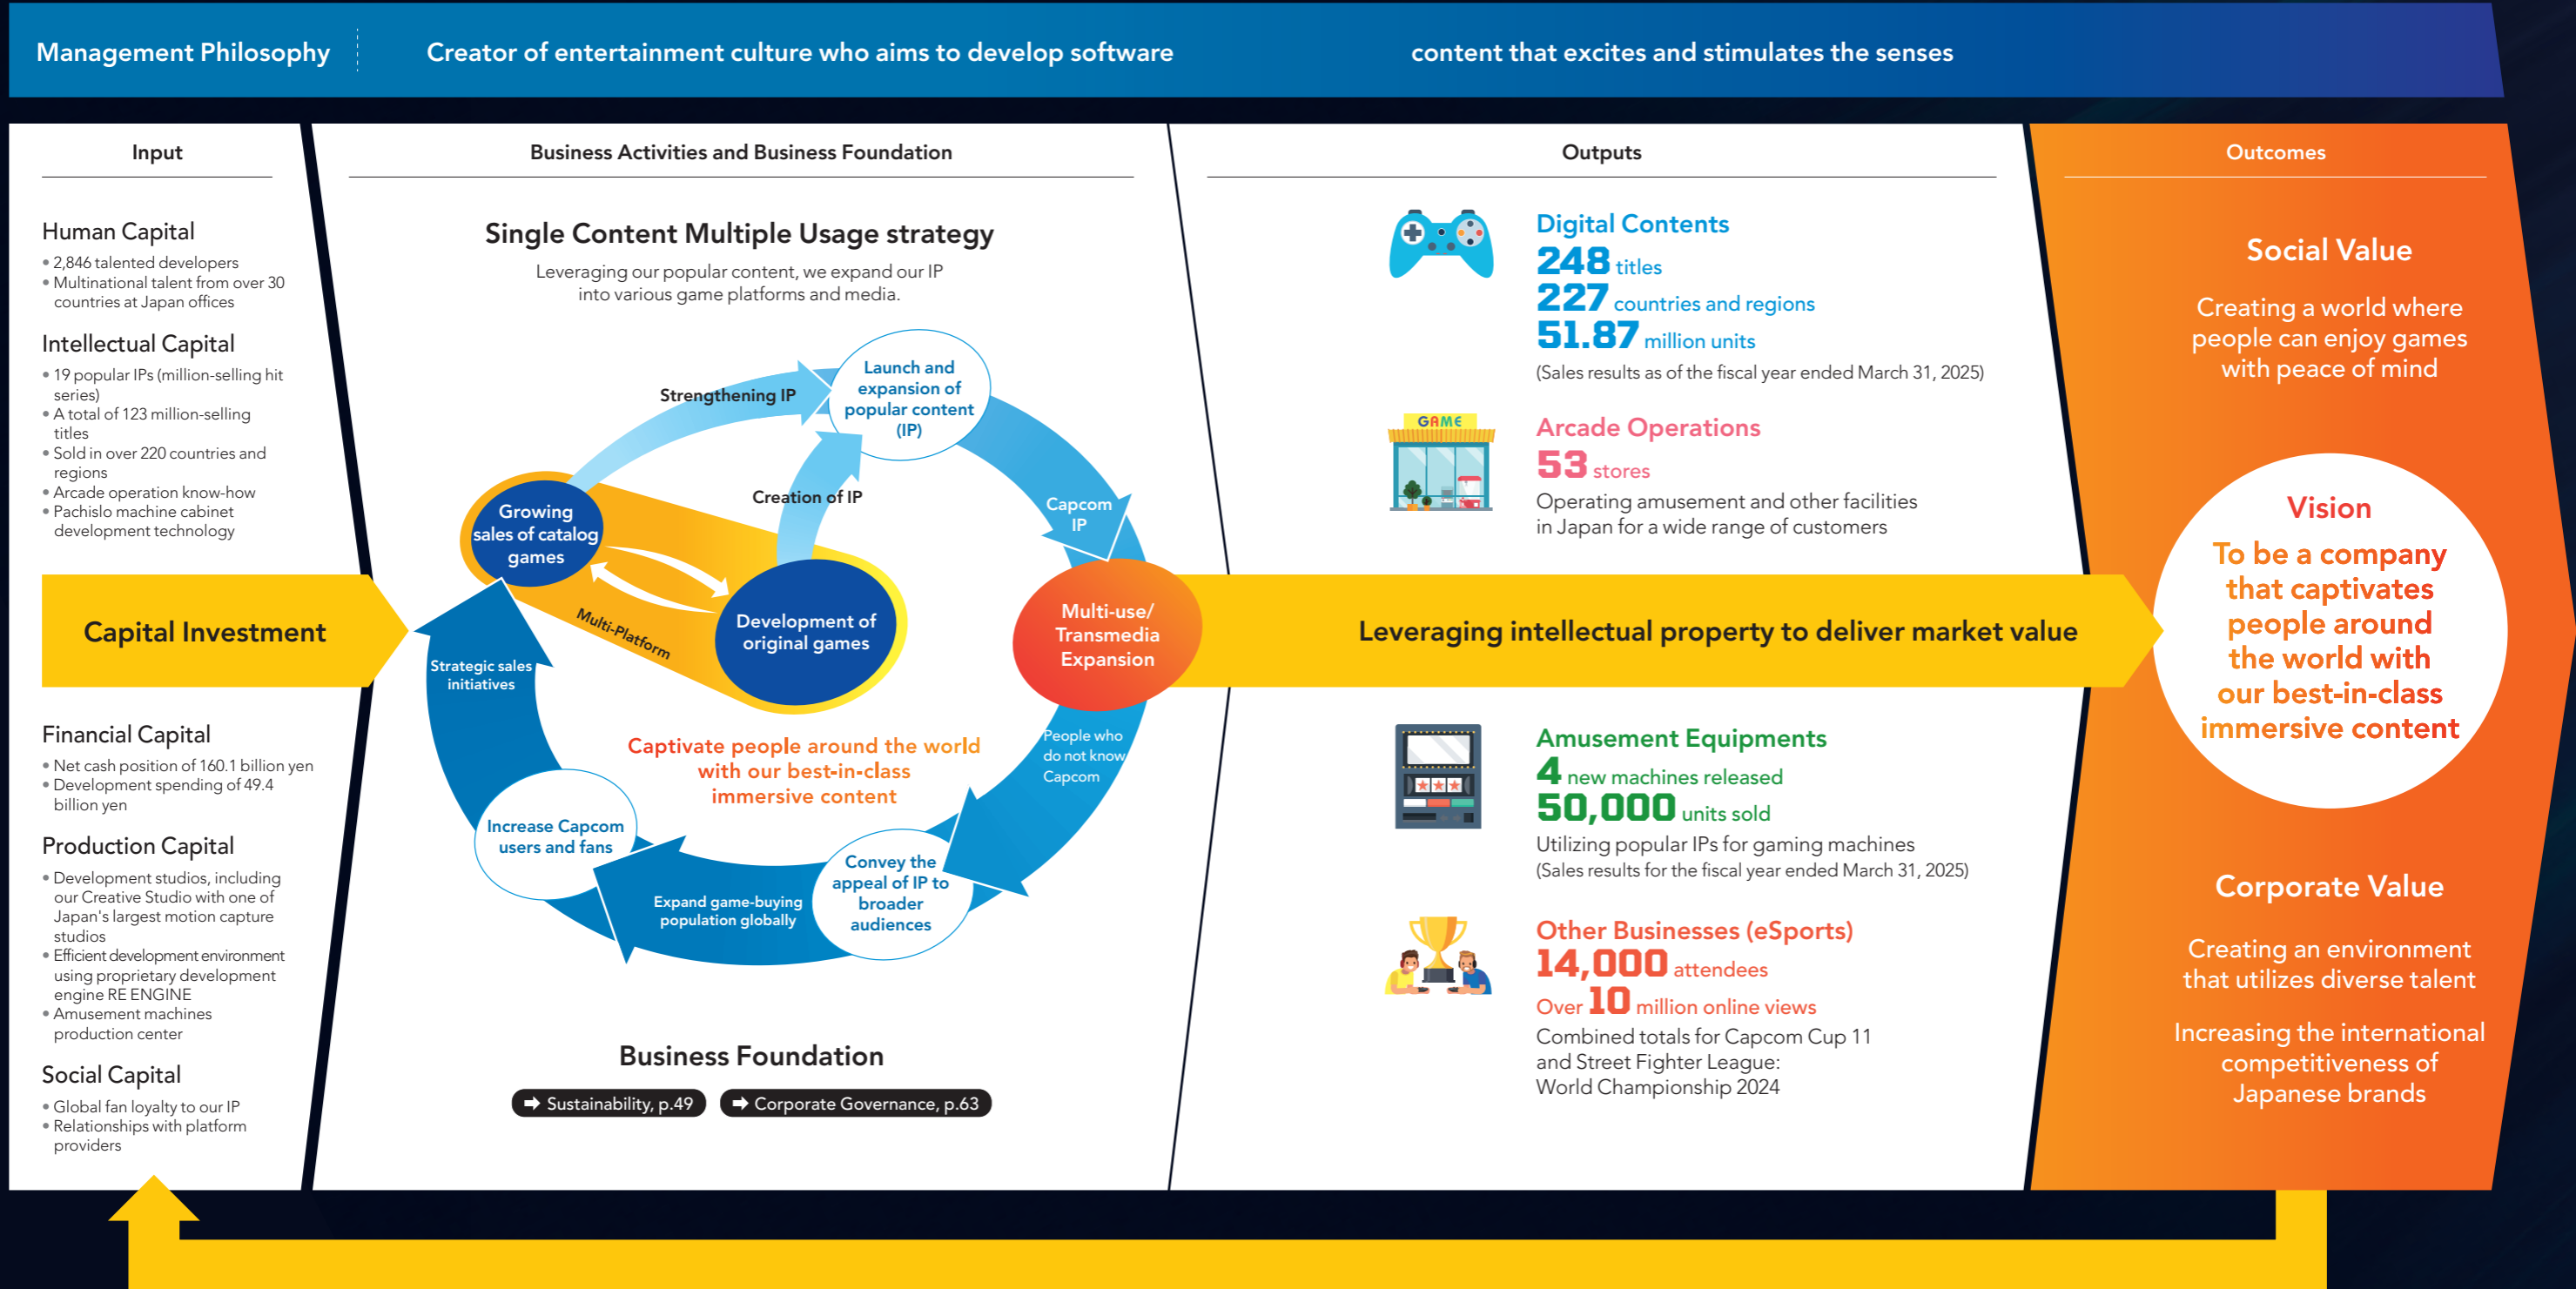 Management Philosophy
Creator of entertainment culture who aims to develop software content that excites and stimulates the senses
Input
Human Capital
• 2,846 talented developers
• Multinational talent from over 30
countries at Japan offices
Intellectual Capital
• 19 popular IPs (million-selling hit
series)
• A total of 123 million-selling
titles
• Sold in over 220 countries and
regions
• Arcade operation know-how
• Pachislo machine cabinet
development technology
Capital Investment
Financial Capital
• Net cash position of 160.1 billion yen
• Development spending of 49.4
billion yen
Production Capital
• Development studios, including
our Creative Studio with one of
Japan's largest motion capture
studios
• Efficient development environment
using proprietary development
engine RE ENGINE
• Amusement machines
production center
Social Capital
• Global fan loyalty to our IP
• Relationships with platform
providers
Business Activities and Business Foundation
Single Content Multiple Usage strategy
Leveraging our popular content, we expand our IP
into various game platforms and media.
Launch and
expansion of
popular content
(IP)
Strengthening IP
Creation of IP
Capcom
IP
Growing
sales of catalog
games
Multi-Platform
Development of
original games
Multi-use/
Transmedia
Expansion
Strategic sales
initiatives
People who
do not know
Capcom
Captivate people around the world
with our best-in-class
immersive content
Increase Capcom
users and fans
Expand game-buying
population globally
Convey the
appeal of IP to
broader
audiences
Business Foundation
➡ Sustainability, p.49
➡ Corporate Governance, p.63
Outputs
GAME
Digital Contents
248 titles
227 countries and regions
51.87 million units
(Sales results as of the fiscal year ended March 31, 2025)
Arcade Operations
53 stores
Operating amusement and other facilities
in Japan for a wide range of customers
Leveraging intellectual property to deliver market value
Amusement Equipments
4 new machines released
50,000 units sold
Utilizing popular IPs for gaming machines
(Sales results for the fiscal year ended March 31, 2025)
Other Businesses (eSports)
14,000 attendees
Over 10 million online views
Combined totals for Capcom Cup 11
and Street Fighter League:
World Championship 2024
Outcomes
Social Value
Creating a world where
people can enjoy games
with peace of mind
Vision
To be a company
that captivates
people around
the world with
our best-in-class
immersive content
Corporate Value
Creating an environment
that utilizes diverse talent
Increasing the international
competitiveness of
Japanese brands